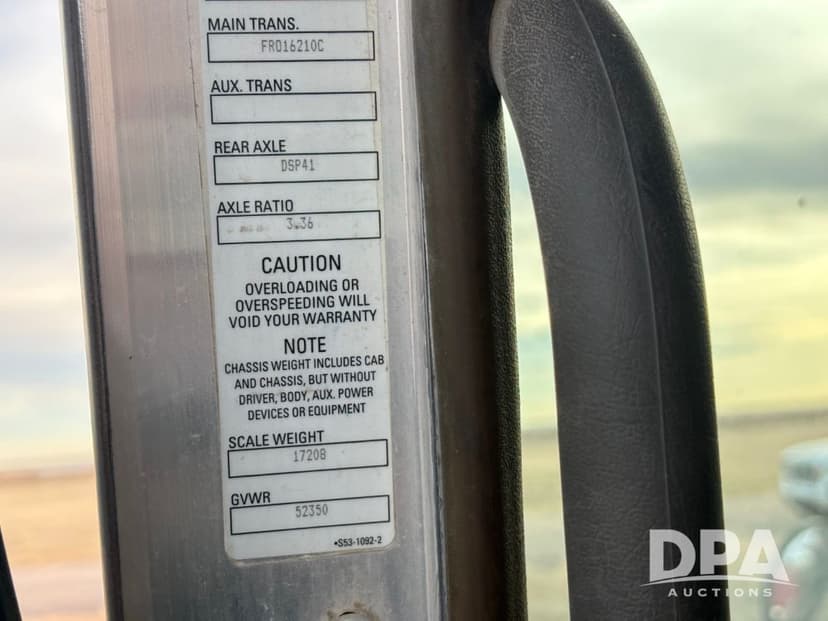 MAIN TRANS.
FRO16210C
AUX. TRANS
REAR AXLE
DSP41
AXLE RATIO
3.36
CAUTION
OVERLOADING OR
OVERSPEEDING WILL
VOID YOUR WARRANTY
NOTE
CHASSIS WEIGHT INCLUDES CAB
AND CHASSIS, BUT WITHOUT
DRIVER, BODY, AUX. POWER
DEVICES OR EQUIPMENT
SCALE WEIGHT
17208
GVWR
52350
•S53-1092-2
DPA
AUCTIONS